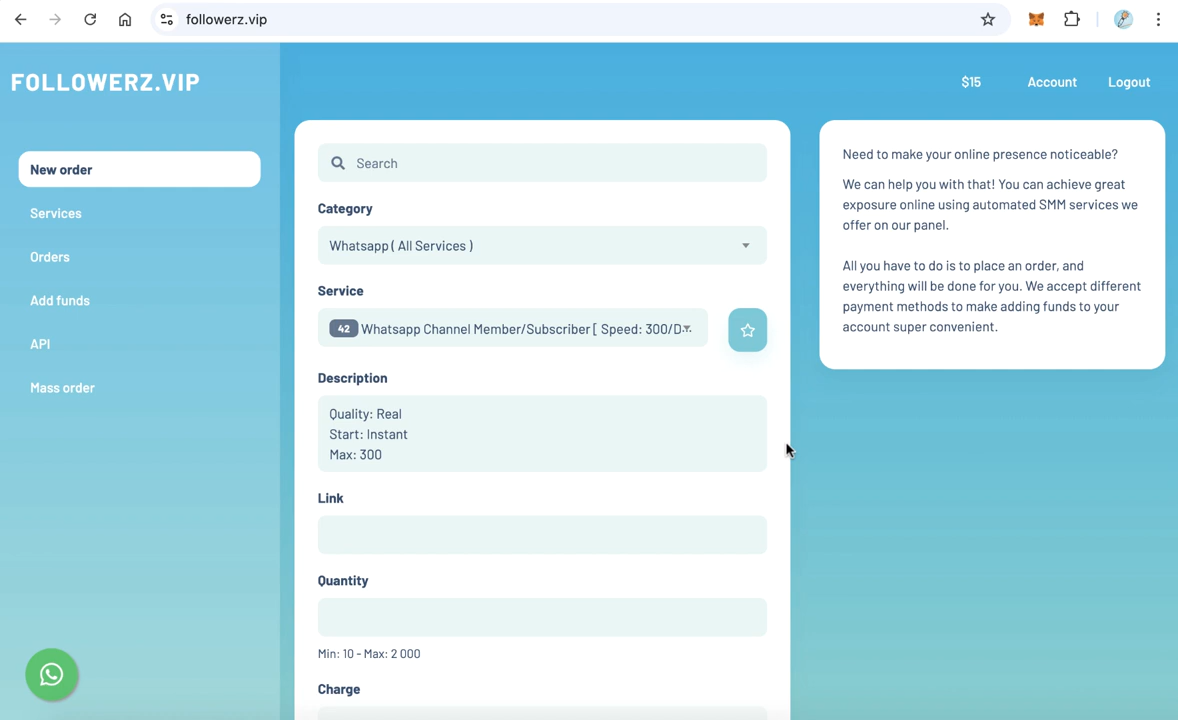 followerz.vip
FOLLOWERZ.VIP
$15
Account
Logout
New order
Services
Orders
Add funds
API
Mass order
Search
Category
Whatsapp ( All Services )
Service
42 Whatsapp Channel Member/Subscriber [ Speed: 300/D...
Description
Quality: Real
Start: Instant
Max: 300
Link
Quantity
Min: 10 - Max: 2 000
Charge
Need to make your online presence noticeable?
We can help you with that! You can achieve great
exposure online using automated SMM services we
offer on our panel.
All you have to do is to place an order, and
everything will be done for you. We accept different
payment methods to make adding funds to your
account super convenient.